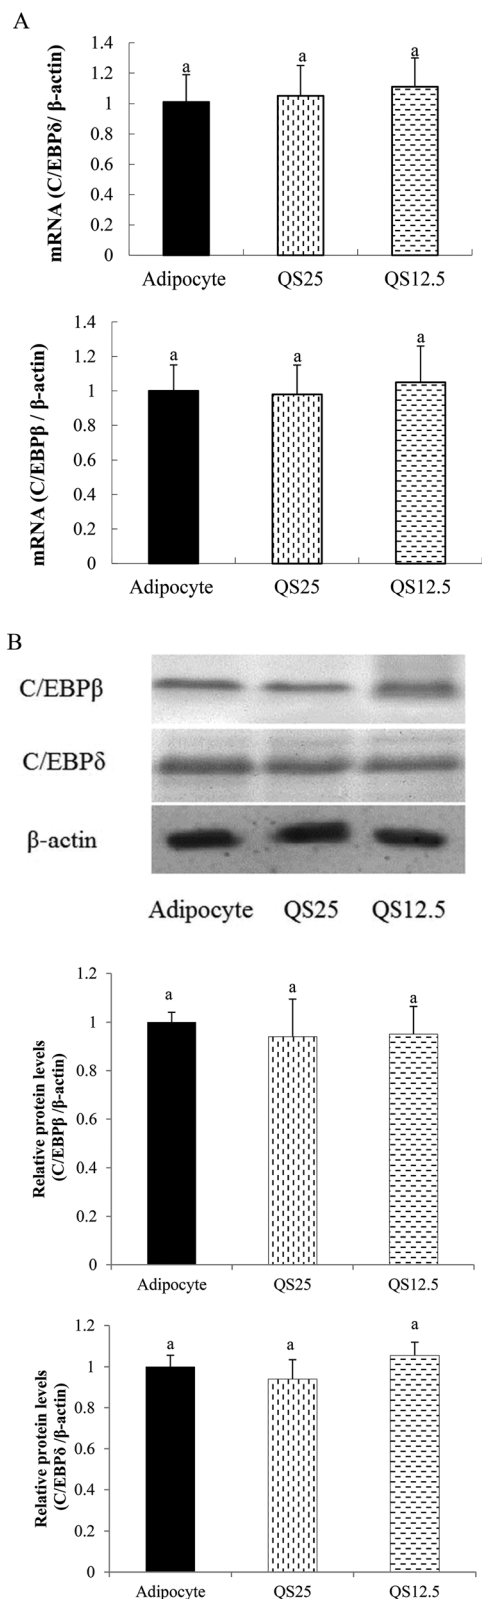 A
mRNA (C/EBPδ/ β-actin)
1.4
1.2
1
0.8
0.6
0.4
0.2
0
a
a
a
Adipocyte
QS25
QS12.5
mRNA (C/EBPβ / β-actin)
1.4
1.2
1
0.8
0.6
0.4
0.2
0
a
a
a
Adipocyte
QS25
QS12.5
B
C/EBPβ
C/EBPδ
β-actin
Adipocyte
QS25
QS12.5
Relative protein levels
(C/EBPβ /β-actin)
1.2
1
0.8
0.6
0.4
0.2
0
a
a
a
Adipocyte
QS25
QS12.5
Relative protein levels
(C/EBPδ /β-actin)
1.2
1
0.8
0.6
0.4
0.2
0
a
a
a
Adipocyte
QS25
QS12.5